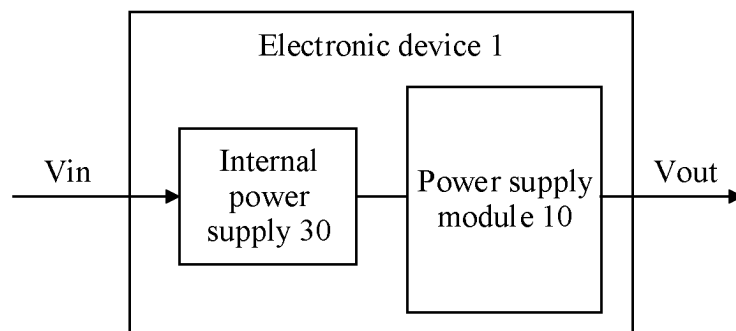 Electronic device 1
Vin
Internal
power
supply 30
Power supply
module 10
Vout